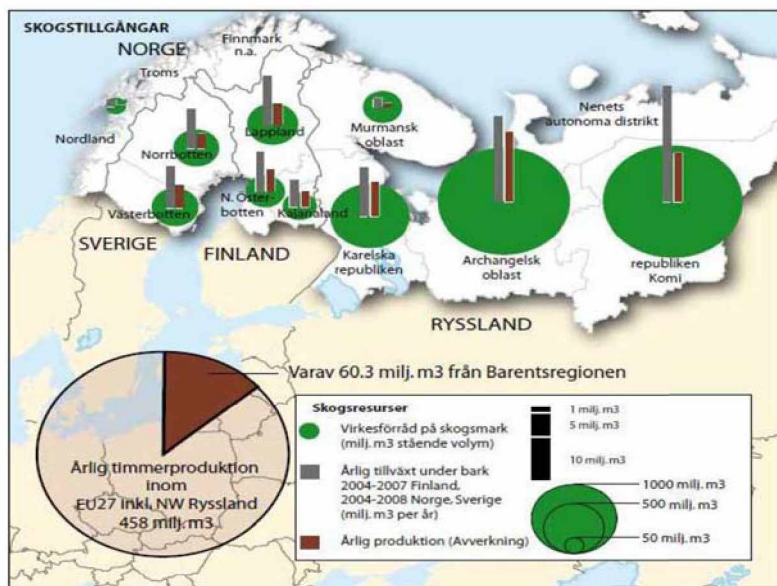 SKOGSTILLGÅNGAR
NORGE
Finnmark
n.a.
Troms
Nordland
Norrbotten
Lappland
Murmansk
oblast
Nenets
autonoma distrikt
Västerbotten
N. Öster-
botten
Kajanaland
SVERIGE
FINLAND
Karelska
republiken
Archangelsk
oblast
republiken
Komi
RYSSLAND
Varav 60.3 milj. m3 från Barentsregionen
Årlig timmerproduktion
inom
EU27 inkl. NW Ryssland
458 milj. m3
Skogsresurser
Virkesförråd på skogsmark
(milj. m3 stående volym)
Årlig tillväxt under bark
2004-2007 Finland,
2004-2008 Norge, Sverige
(milj. m3 per år)
Årlig produktion (Avverkning)
1 milj. m3
5 milj. m3
10 milj. m3
1000 milj. m3
500 milj. m3
50 milj. m3